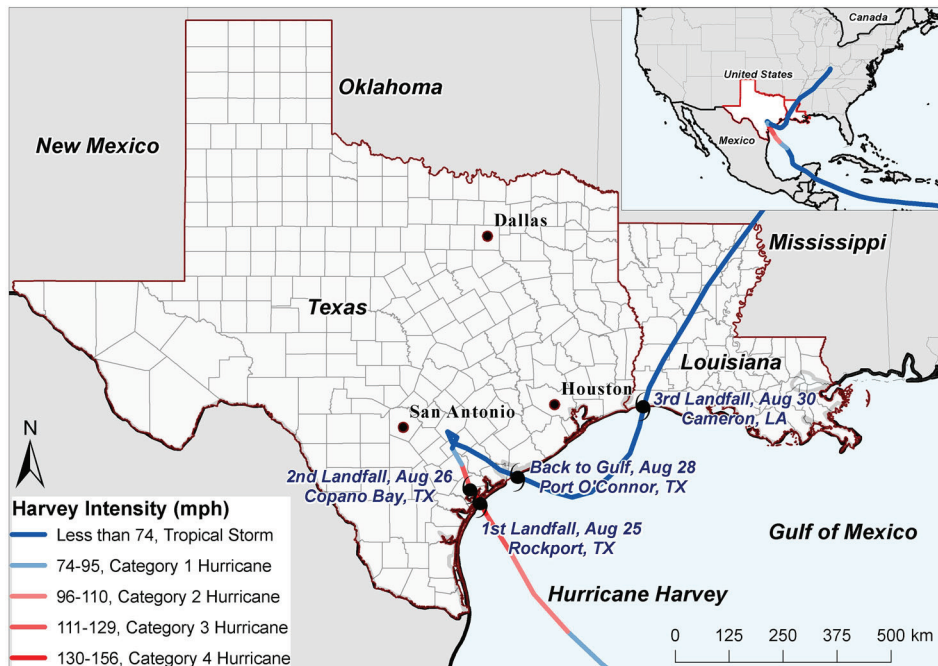 Canada
United States
Mexico
Oklahoma
New Mexico
Dallas
Mississippi
Texas
Louisiana
Houston
San Antonio
3rd Landfall, Aug 30
Cameron, LA
2nd Landfall, Aug 26
Copano Bay, TX
Back to Gulf, Aug 28
Port O'Connor, TX
1st Landfall, Aug 25
Rockport, TX
Gulf of Mexico
Hurricane Harvey
N
Harvey Intensity (mph)
Less than 74, Tropical Storm
74-95, Category 1 Hurricane
96-110, Category 2 Hurricane
111-129, Category 3 Hurricane
130-156, Category 4 Hurricane
0 125 250 375 500 km